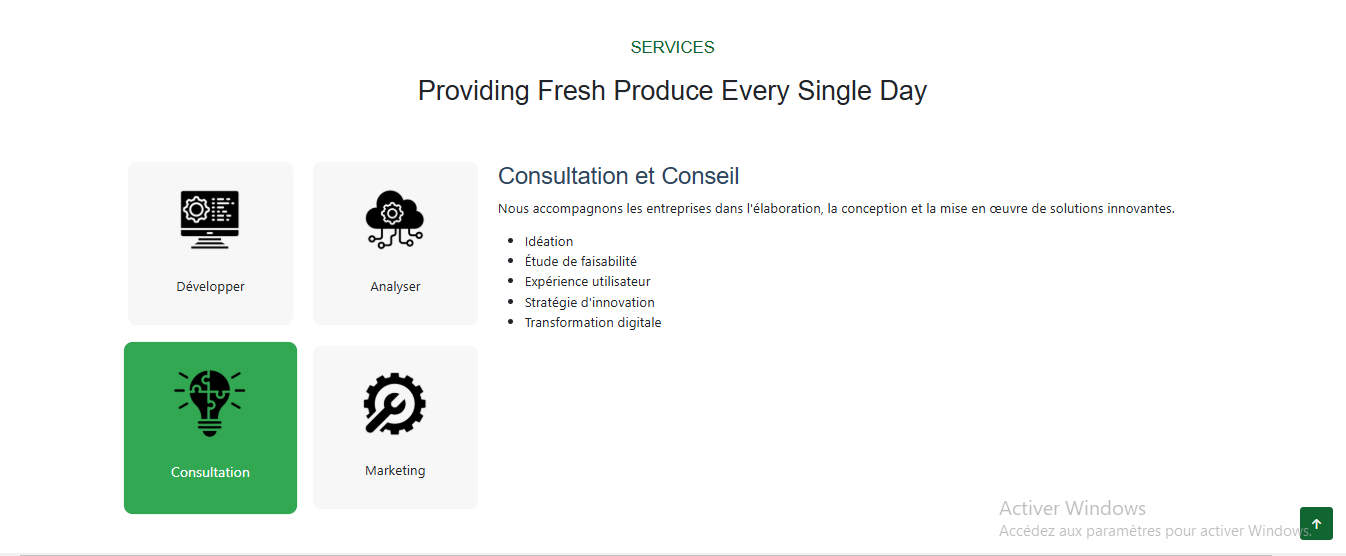 SERVICES
Providing Fresh Produce Every Single Day
Développer
Analyser
Consultation
Marketing
Consultation et Conseil
Nous accompagnons les entreprises dans l'élaboration, la conception et la mise en œuvre de solutions innovantes.
Idéation
Étude de faisabilité
Expérience utilisateur
Stratégie d'innovation
Transformation digitale
Activer Windows
Accédez aux paramètres pour activer Windows.